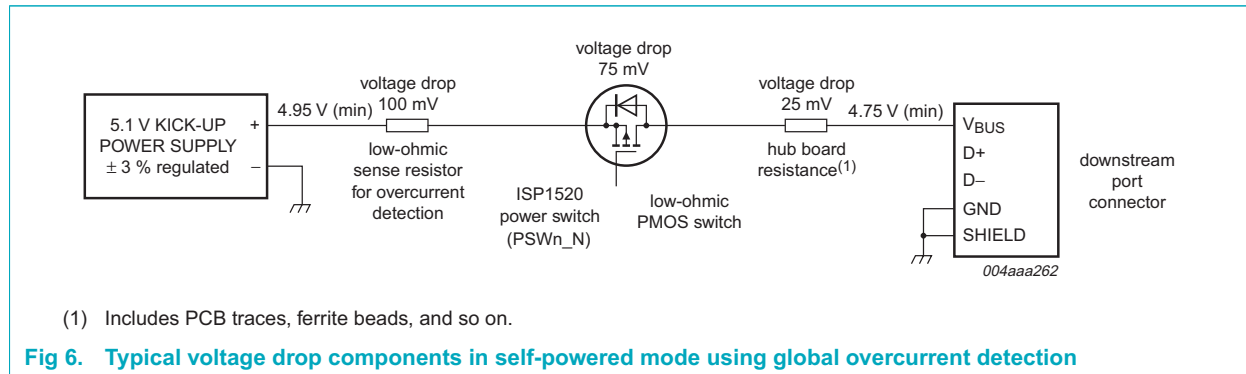 5.1 V KICK-UP
POWER SUPPLY
± 3 % regulated
+
−
4.95 V (min)
voltage drop
100 mV
low-ohmic
sense resistor
for overcurrent
detection
voltage drop
75 mV
ISP1520
power switch
(PSWn_N)
low-ohmic
PMOS switch
voltage drop
25 mV
hub board
resistance(1)
4.75 V (min)
VBUS
D+
D−
GND
SHIELD
downstream
port
connector
004aaa262
(1) Includes PCB traces, ferrite beads, and so on.
Fig 6. Typical voltage drop components in self-powered mode using global overcurrent detection